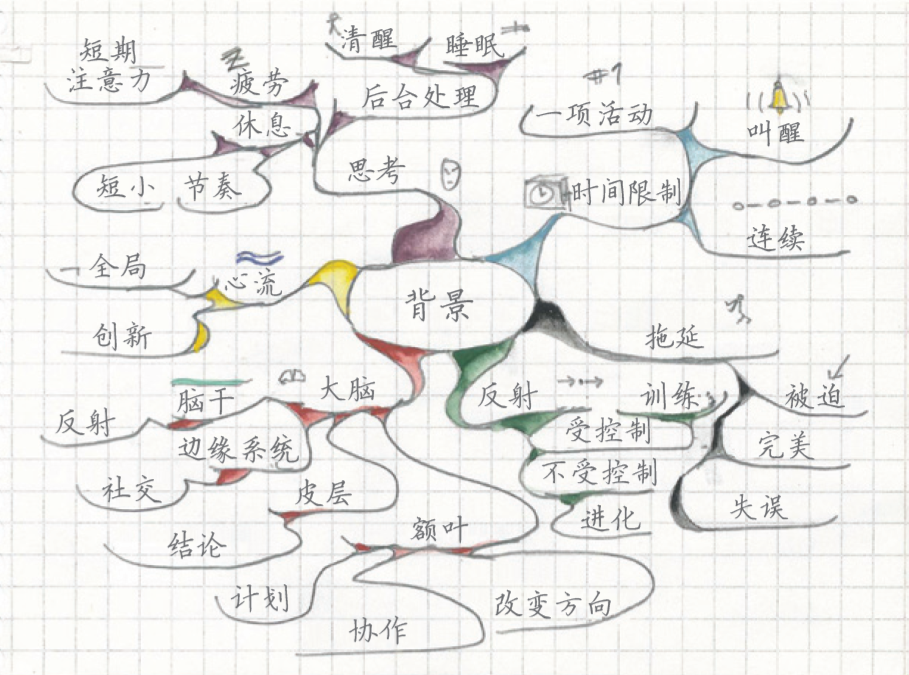 短期
注意力
疲劳
休息
短小
节奏
清醒
睡眠
后台处理
思考
#1
一项活动
叫醒
时间限制
连续
全局
心流
创新
背景
拖延
被迫
完美
失误
大脑
脑干
反射
边缘系统
社交
皮层
结论
额叶
计划
协作
改变方向
反射
训练
受控制
不受控制
进化